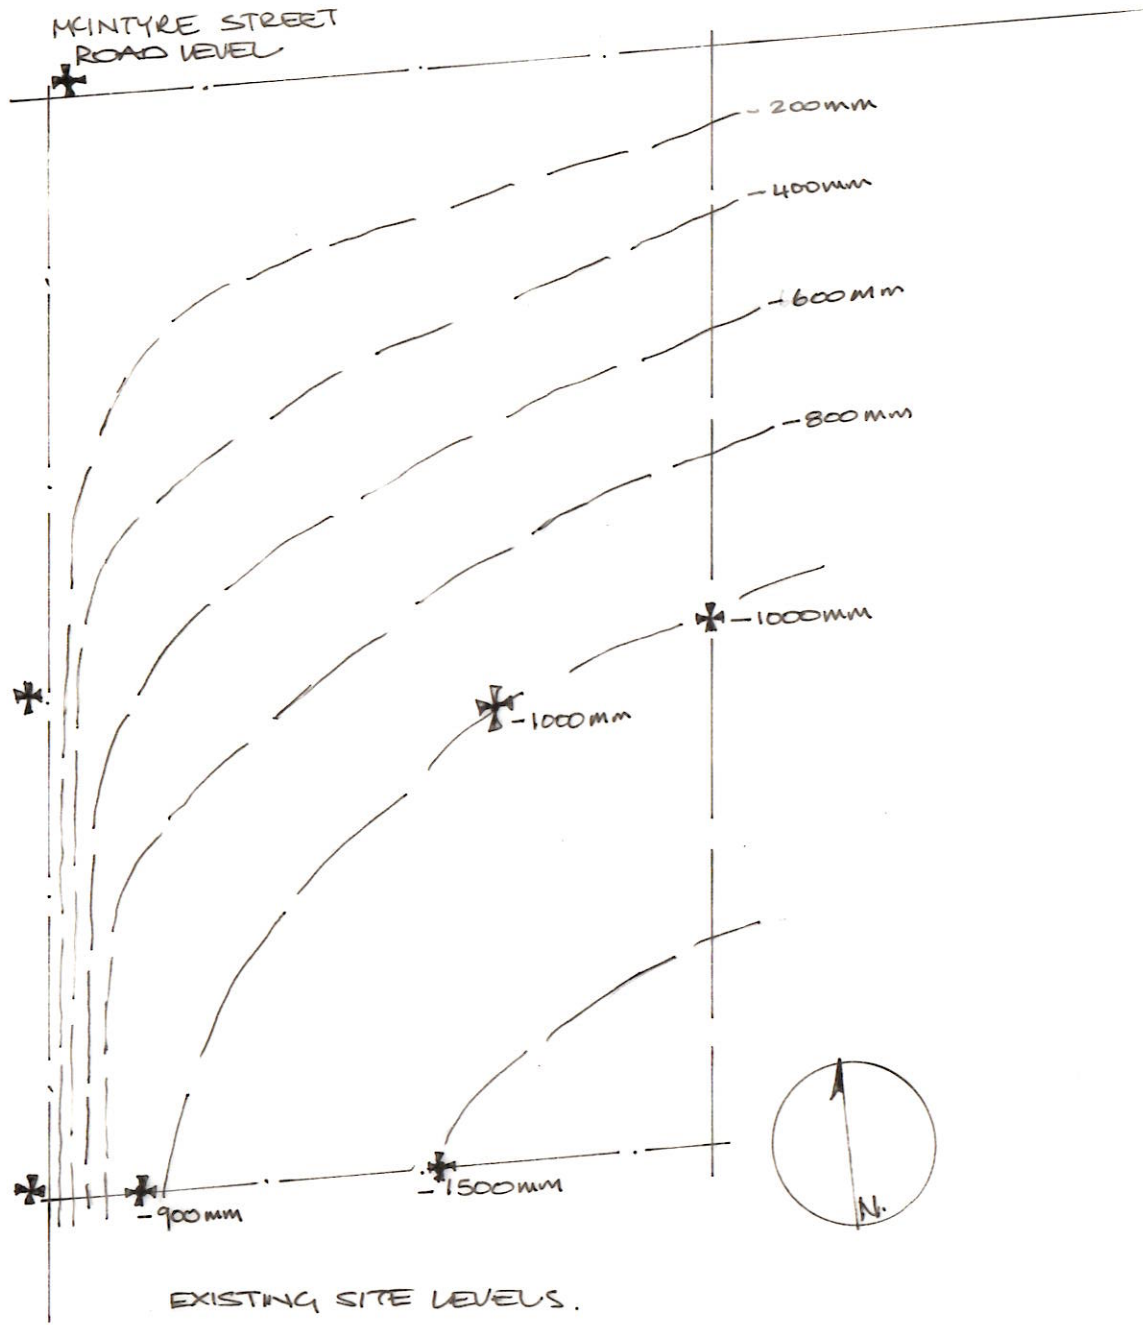 MCINTYRE STREET
ROAD LEVEL
-200mm
-400mm
-600mm
-800mm
-1000mm
-1000mm
-1500mm
-900mm
N.
EXISTING SITE LEVELS.